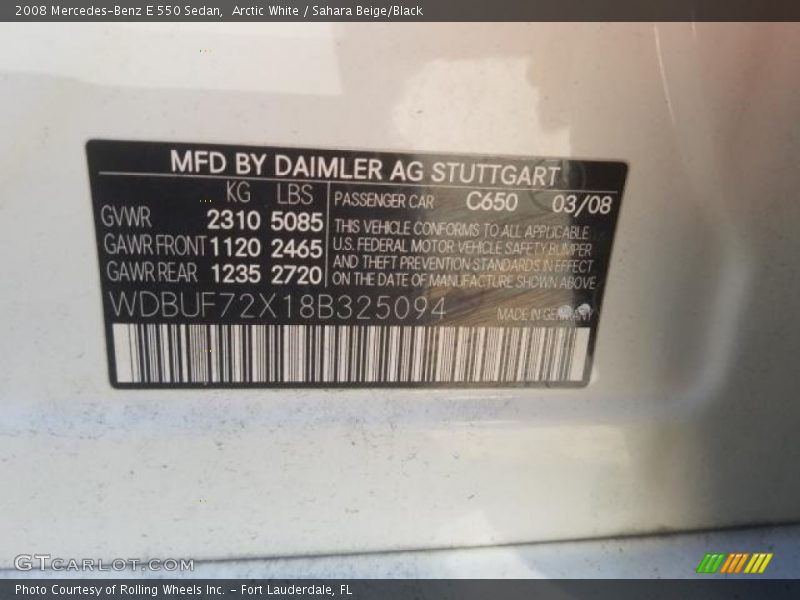 2008 Mercedes-Benz E 550 Sedan,  Arctic White / Sahara Beige/Black
MFD BY DAIMLER AG STUTTGART
KG LBS
GVWR 2310 5085
GAWR FRONT 1120 2465
GAWR REAR 1235 2720
PASSENGER CAR C650 03/08
THIS VEHICLE CONFORMS TO ALL APPLICABLE
U.S. FEDERAL MOTOR VEHICLE SAFETY, BUMPER
AND THEFT PREVENTION STANDARDS IN EFFECT
ON THE DATE OF MANUFACTURE SHOWN ABOVE
WDBUF72X18B325094
MADE IN GERMANY
GTcarlot.com
Photo Courtesy of Rolling Wheels Inc. - Fort Lauderdale, FL